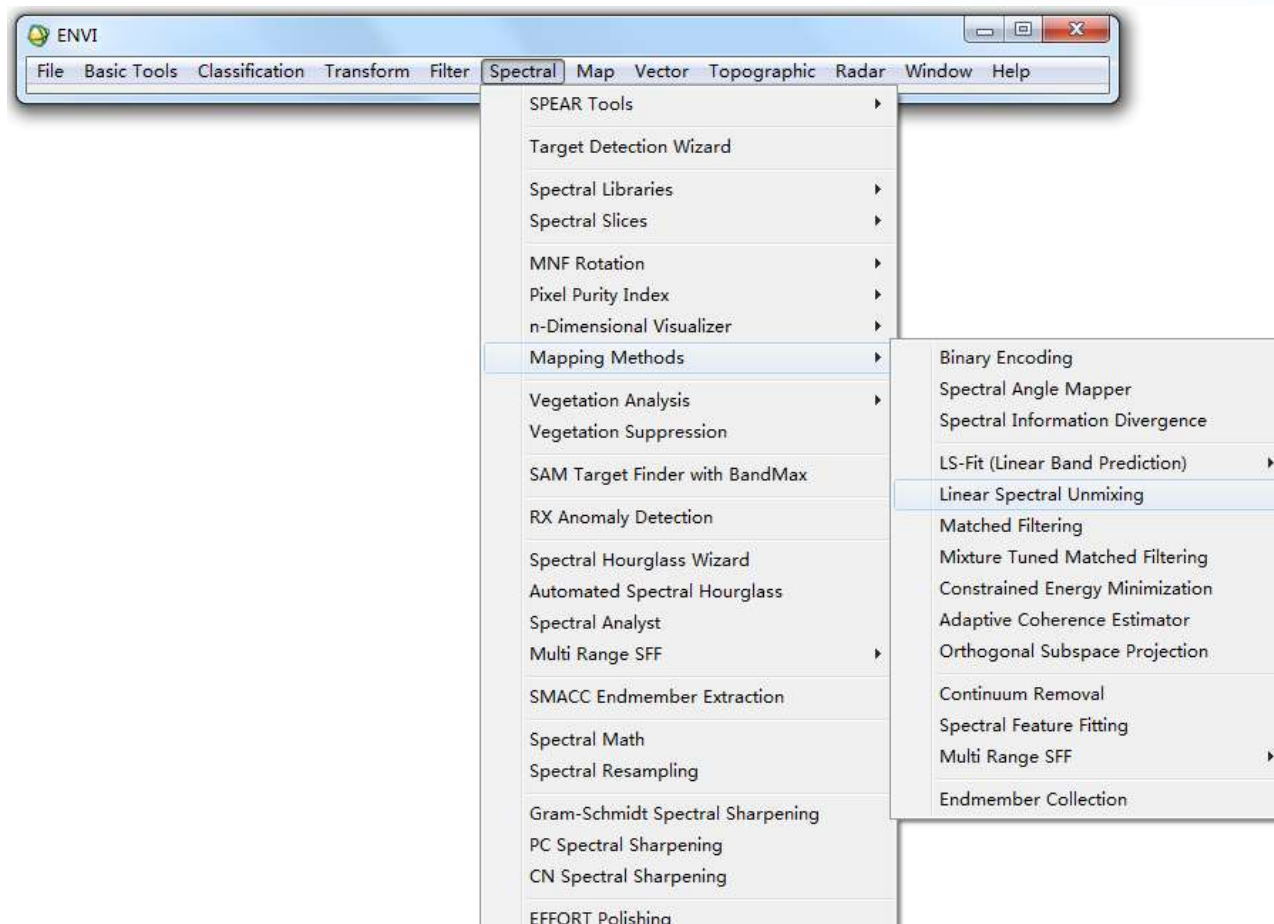 ENVI
File Basic Tools Classification Transform Filter Spectral Map Vector Topographic Radar Window Help
SPEAR Tools
Target Detection Wizard
Spectral Libraries
Spectral Slices
MNF Rotation
Pixel Purity Index
n-Dimensional Visualizer
Mapping Methods
Vegetation Analysis
Vegetation Suppression
SAM Target Finder with BandMax
RX Anomaly Detection
Spectral Hourglass Wizard
Automated Spectral Hourglass
Spectral Analyst
Multi Range SFF
SMACC Endmember Extraction
Spectral Math
Spectral Resampling
Gram-Schmidt Spectral Sharpening
PC Spectral Sharpening
CN Spectral Sharpening
EFFORT Polishing
Binary Encoding
Spectral Angle Mapper
Spectral Information Divergence
LS-Fit (Linear Band Prediction)
Linear Spectral Unmixing
Matched Filtering
Mixture Tuned Matched Filtering
Constrained Energy Minimization
Adaptive Coherence Estimator
Orthogonal Subspace Projection
Continuum Removal
Spectral Feature Fitting
Multi Range SFF
Endmember Collection